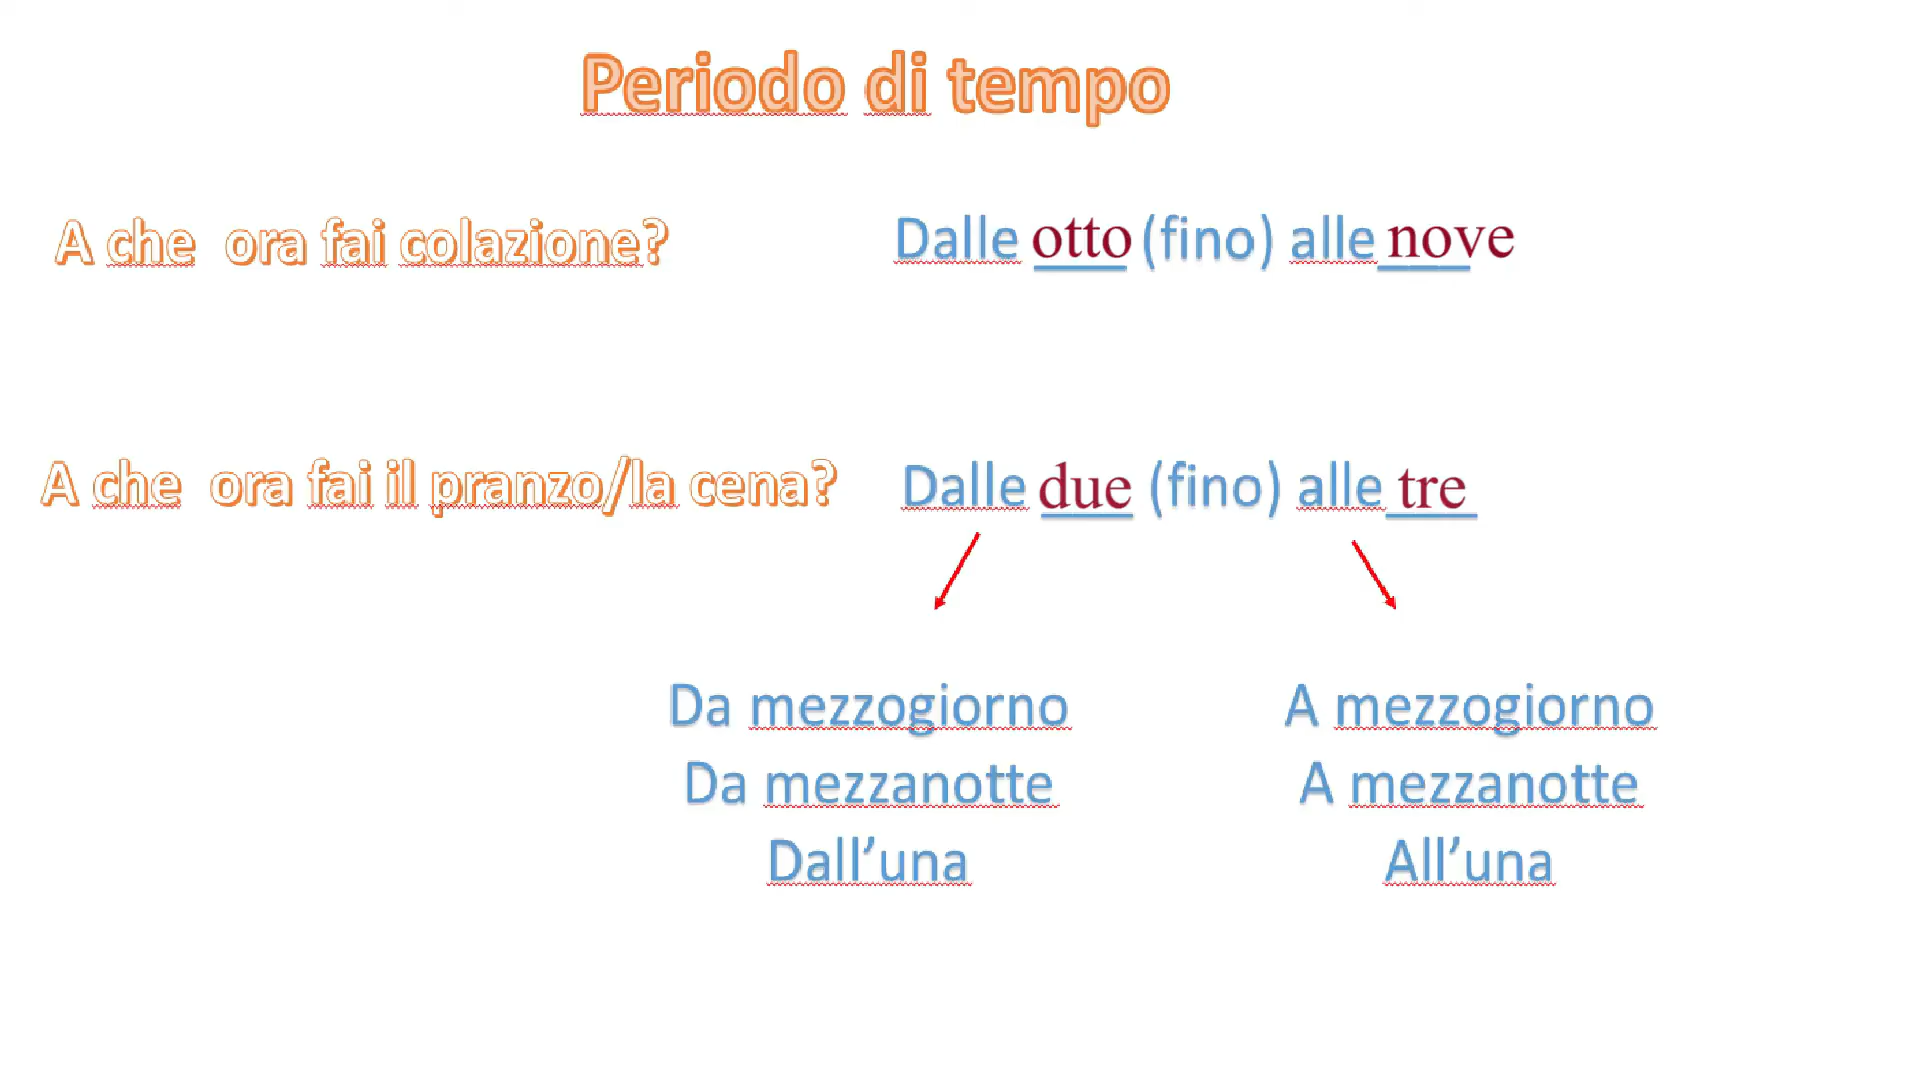 Periodo di tempo
A che ora fai colazione? Dalle otto (fino) alle nove
A che ora fai il pranzo/la cena? Dalle due (fino) alle tre
Da mezzogiorno A mezzogiorno
Da mezzanotte A mezzanotte
Dall’una All’una